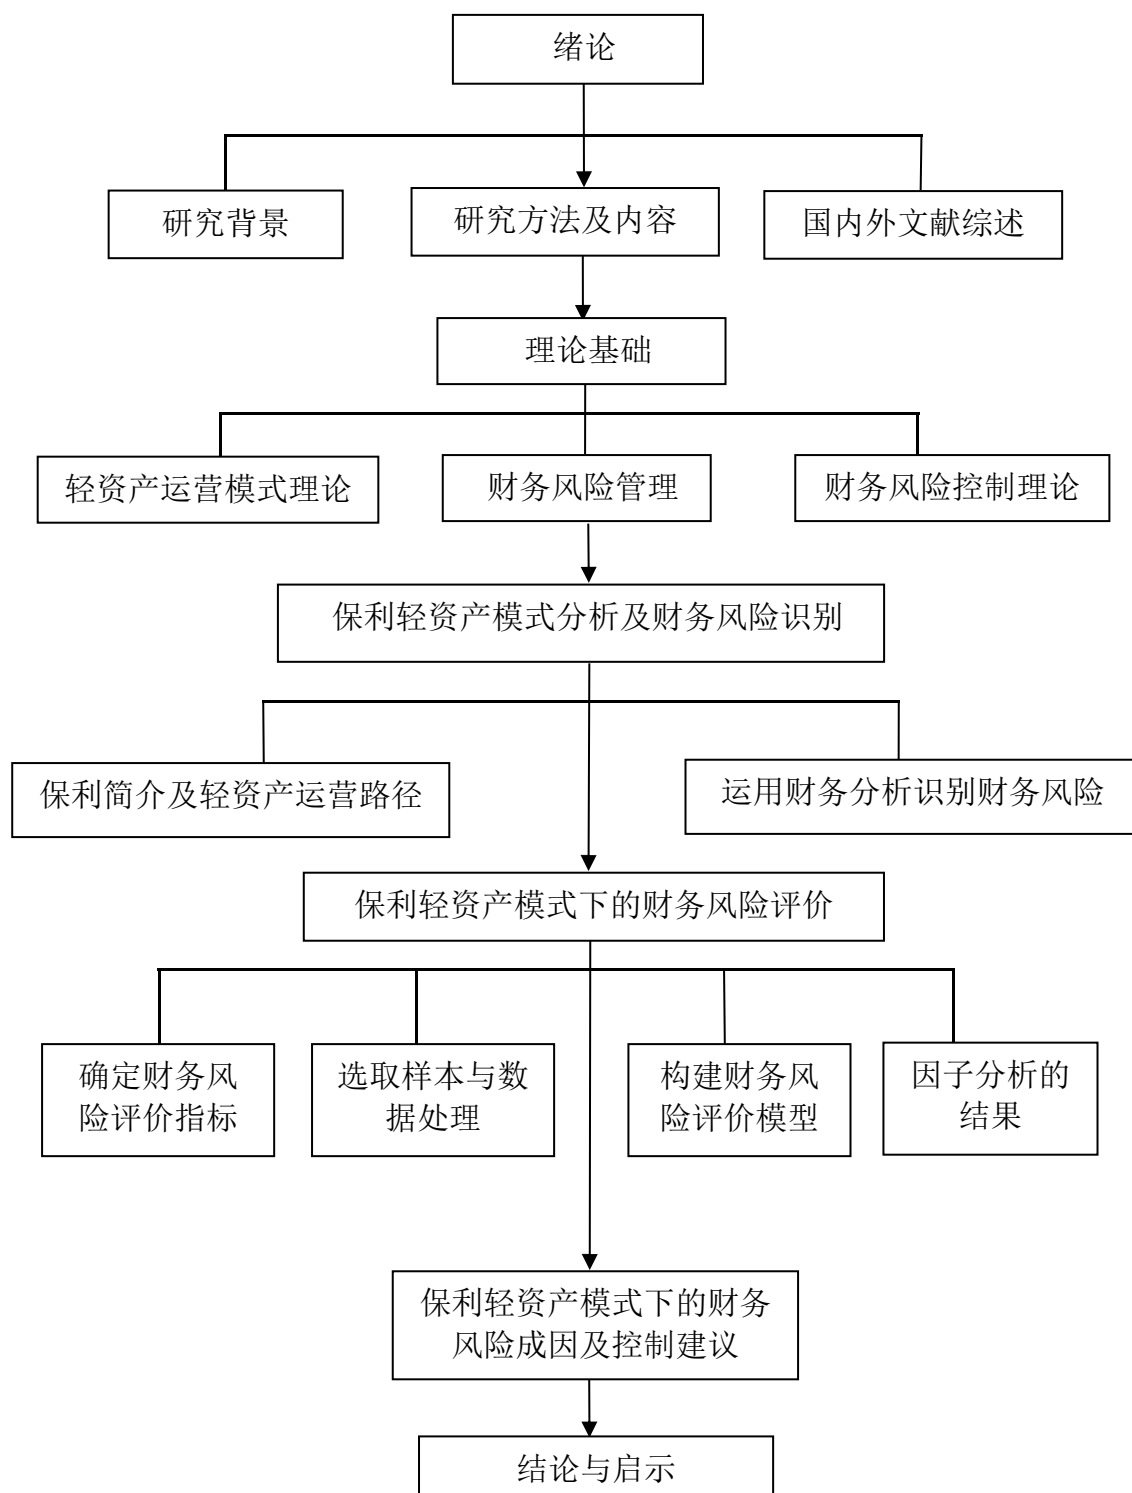 绪论
研究背景
研究方法及内容
国内外文献综述
理论基础
轻资产运营模式理论
财务风险管理
财务风险控制理论
保利轻资产模式分析及财务风险识别
保利简介及轻资产运营路径
运用财务分析识别财务风险
保利轻资产模式下的财务风险评价
确定财务风
险评价指标
选取样本与数
据处理
构建财务风
险评价模型
因子分析的
结果
保利轻资产模式下的财务
风险成因及控制建议
结论与启示